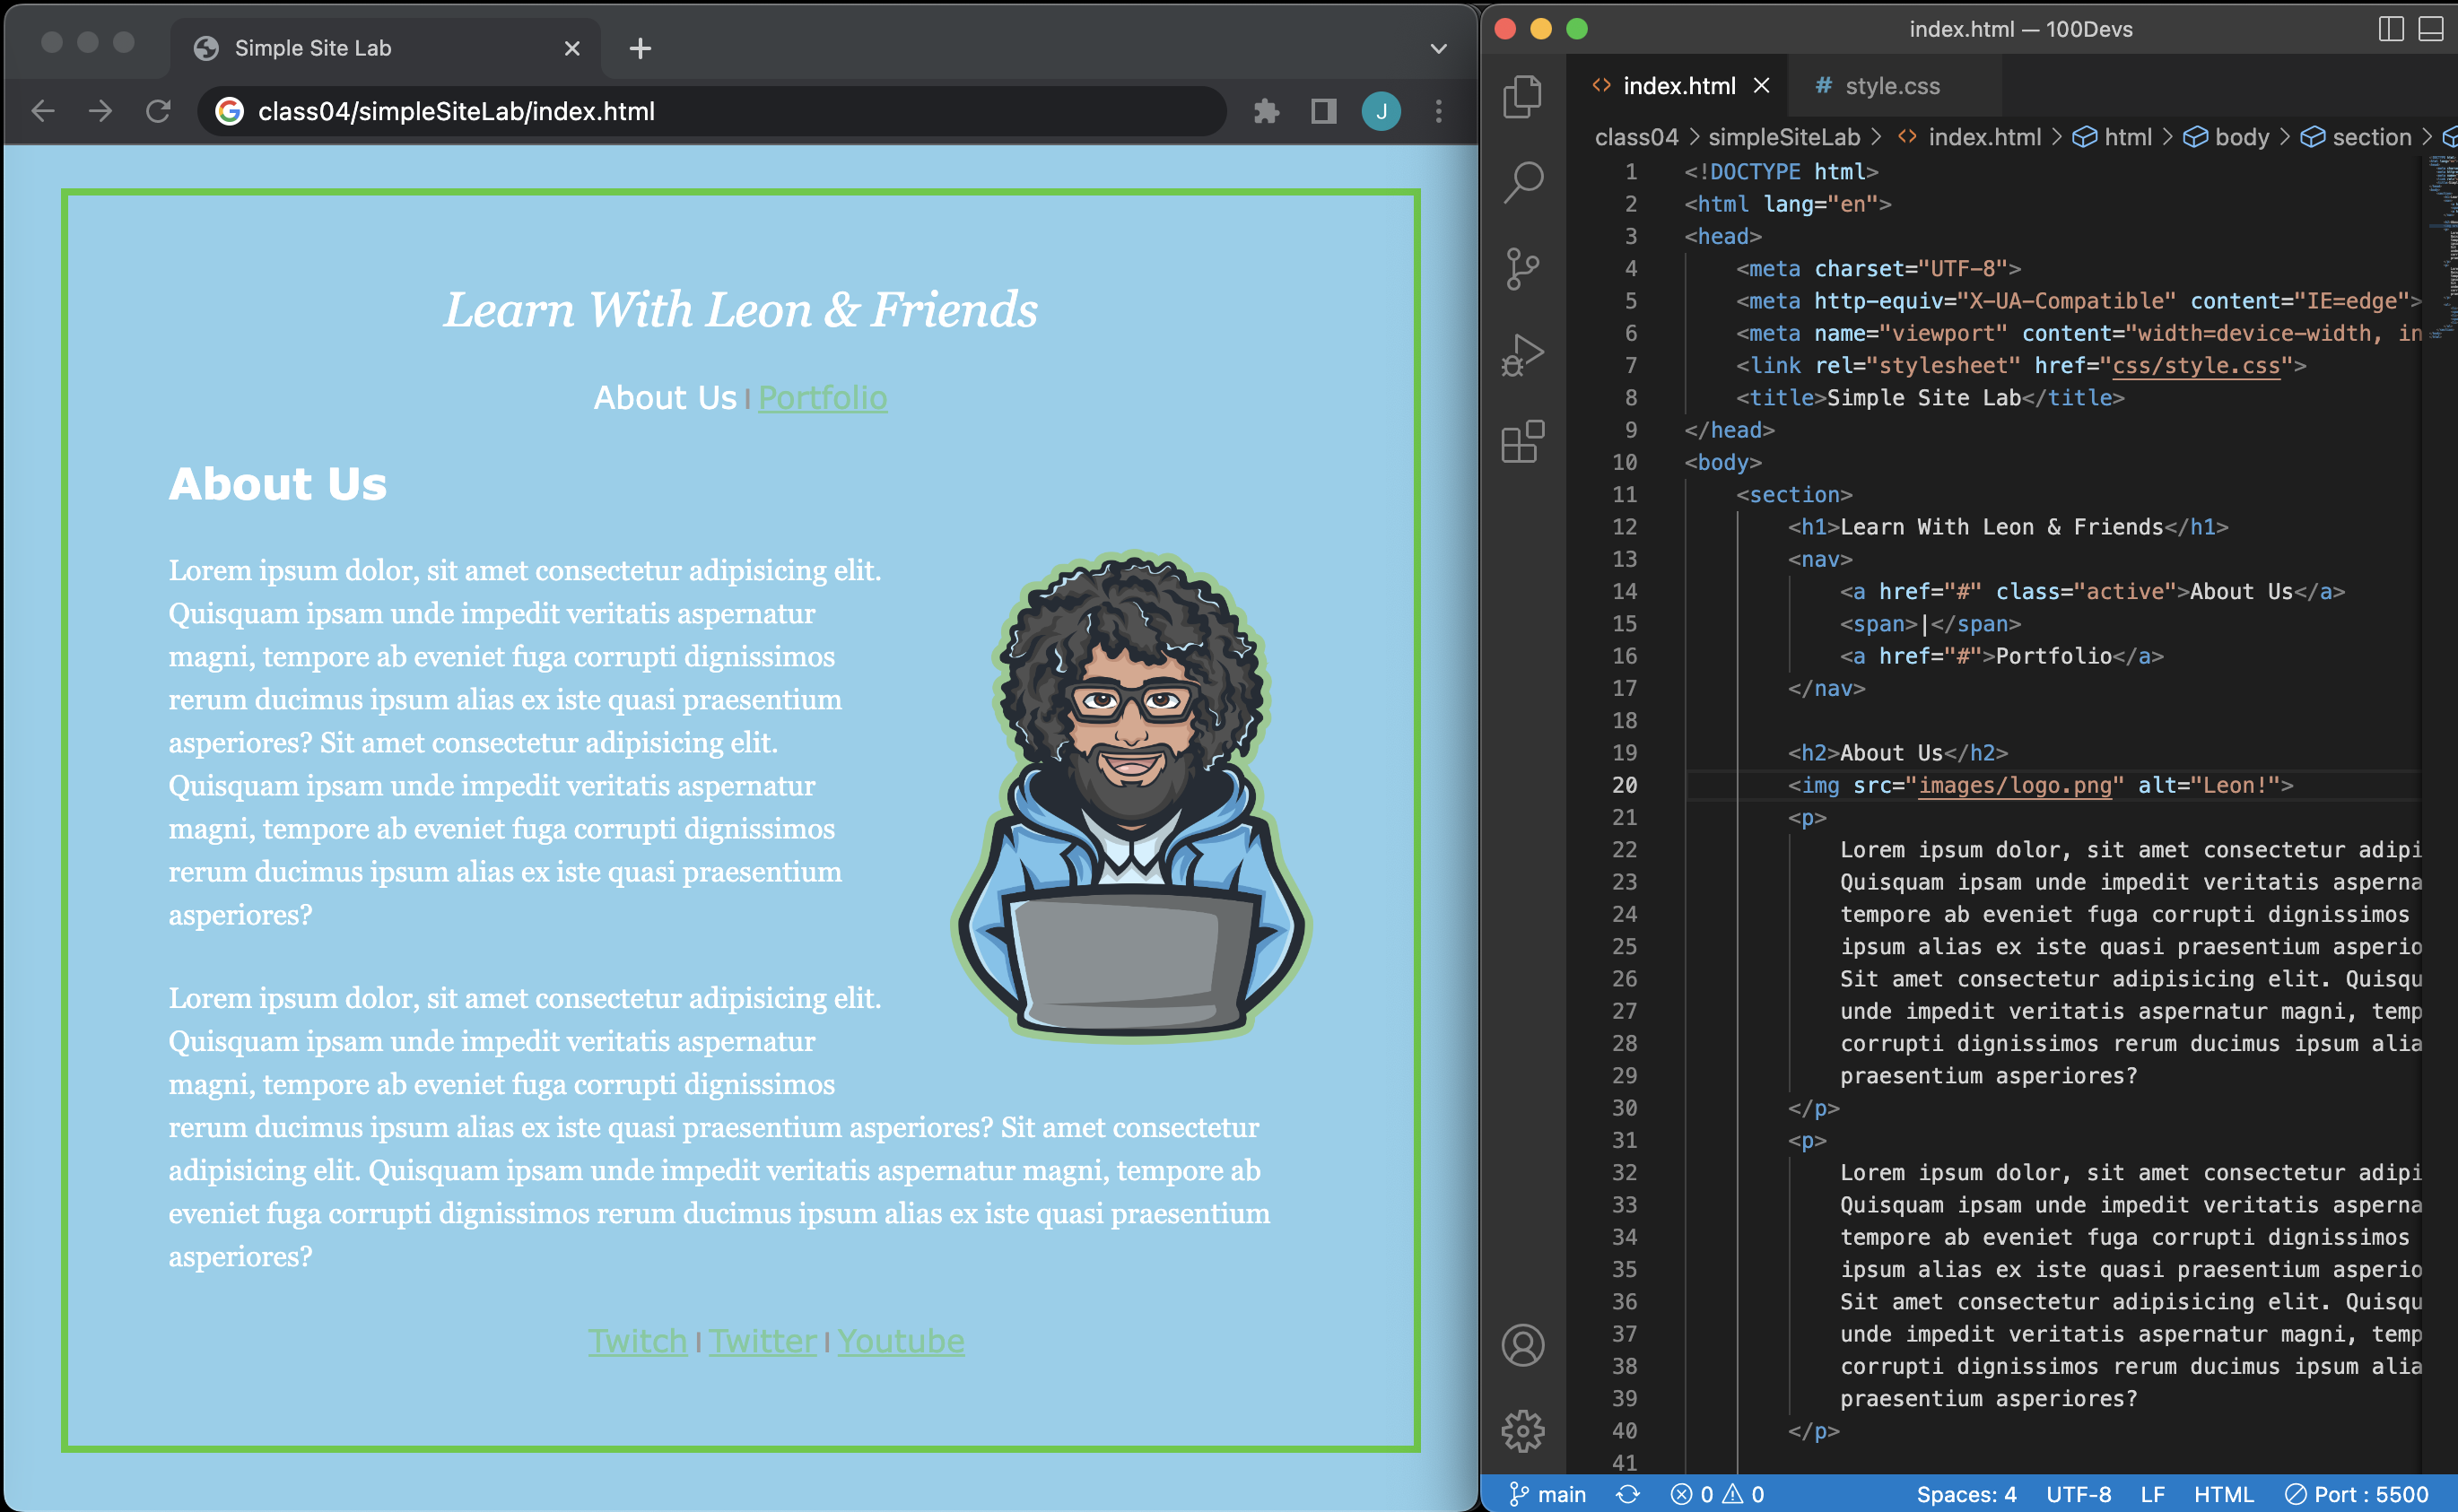 Simple Site Lab
class04/simpleSiteLab/index.html
J
Learn With Leon & Friends
About Us | Portfolio
About Us
Lorem ipsum dolor, sit amet consectetur adipisicing elit.
Quisquam ipsam unde impedit veritatis aspernatur
magni, tempore ab eveniet fuga corrupti dignissimos
rerum ducimus ipsum alias ex iste quasi praesentium
asperiores? Sit amet consectetur adipisicing elit.
Quisquam ipsam unde impedit veritatis aspernatur
magni, tempore ab eveniet fuga corrupti dignissimos
rerum ducimus ipsum alias ex iste quasi praesentium
asperiores?
Lorem ipsum dolor, sit amet consectetur adipisicing elit.
Quisquam ipsam unde impedit veritatis aspernatur
magni, tempore ab eveniet fuga corrupti dignissimos
rerum ducimus ipsum alias ex iste quasi praesentium asperiores? Sit amet consectetur
adipisicing elit. Quisquam ipsam unde impedit veritatis aspernatur magni, tempore ab
eveniet fuga corrupti dignissimos rerum ducimus ipsum alias ex iste quasi praesentium
asperiores?
Twitch | Twitter | Youtube
index.html — 100Devs
<> index.html # style.css
class04 > simpleSiteLab > <> index.html > html > body > section >
1 <!DOCTYPE html>
2 <html lang="en">
3 <head>
4 <meta charset="UTF-8">
5 <meta http-equiv="X-UA-Compatible" content="IE=edge">
6 <meta name="viewport" content="width=device-width, in
7 <link rel="stylesheet" href="css/style.css">
8 <title>Simple Site Lab</title>
9 </head>
10 <body>
11 <section>
12 <h1>Learn With Leon & Friends</h1>
13 <nav>
14 <a href="#" class="active">About Us</a>
15 <span>|</span>
16 <a href="#">Portfolio</a>
17 </nav>
18
19 <h2>About Us</h2>
20 <img src="images/logo.png" alt="Leon!">
21 <p>
22 Lorem ipsum dolor, sit amet consectetur adipi
23 Quisquam ipsam unde impedit veritatis asperna
24 tempore ab eveniet fuga corrupti dignissimos
25 ipsum alias ex iste quasi praesentium asperio
26 Sit amet consectetur adipisicing elit. Quisqu
27 unde impedit veritatis aspernatur magni, temp
28 corrupti dignissimos rerum ducimus ipsum alia
29 praesentium asperiores?
30 </p>
31 <p>
32 Lorem ipsum dolor, sit amet consectetur adipi
33 Quisquam ipsam unde impedit veritatis asperna
34 tempore ab eveniet fuga corrupti dignissimos
35 ipsum alias ex iste quasi praesentium asperio
36 Sit amet consectetur adipisicing elit. Quisqu
37 unde impedit veritatis aspernatur magni, temp
38 corrupti dignissimos rerum ducimus ipsum alia
39 praesentium asperiores?
40 </p>
41
main 0 0 Spaces: 4 UTF-8 LF HTML Port : 5500